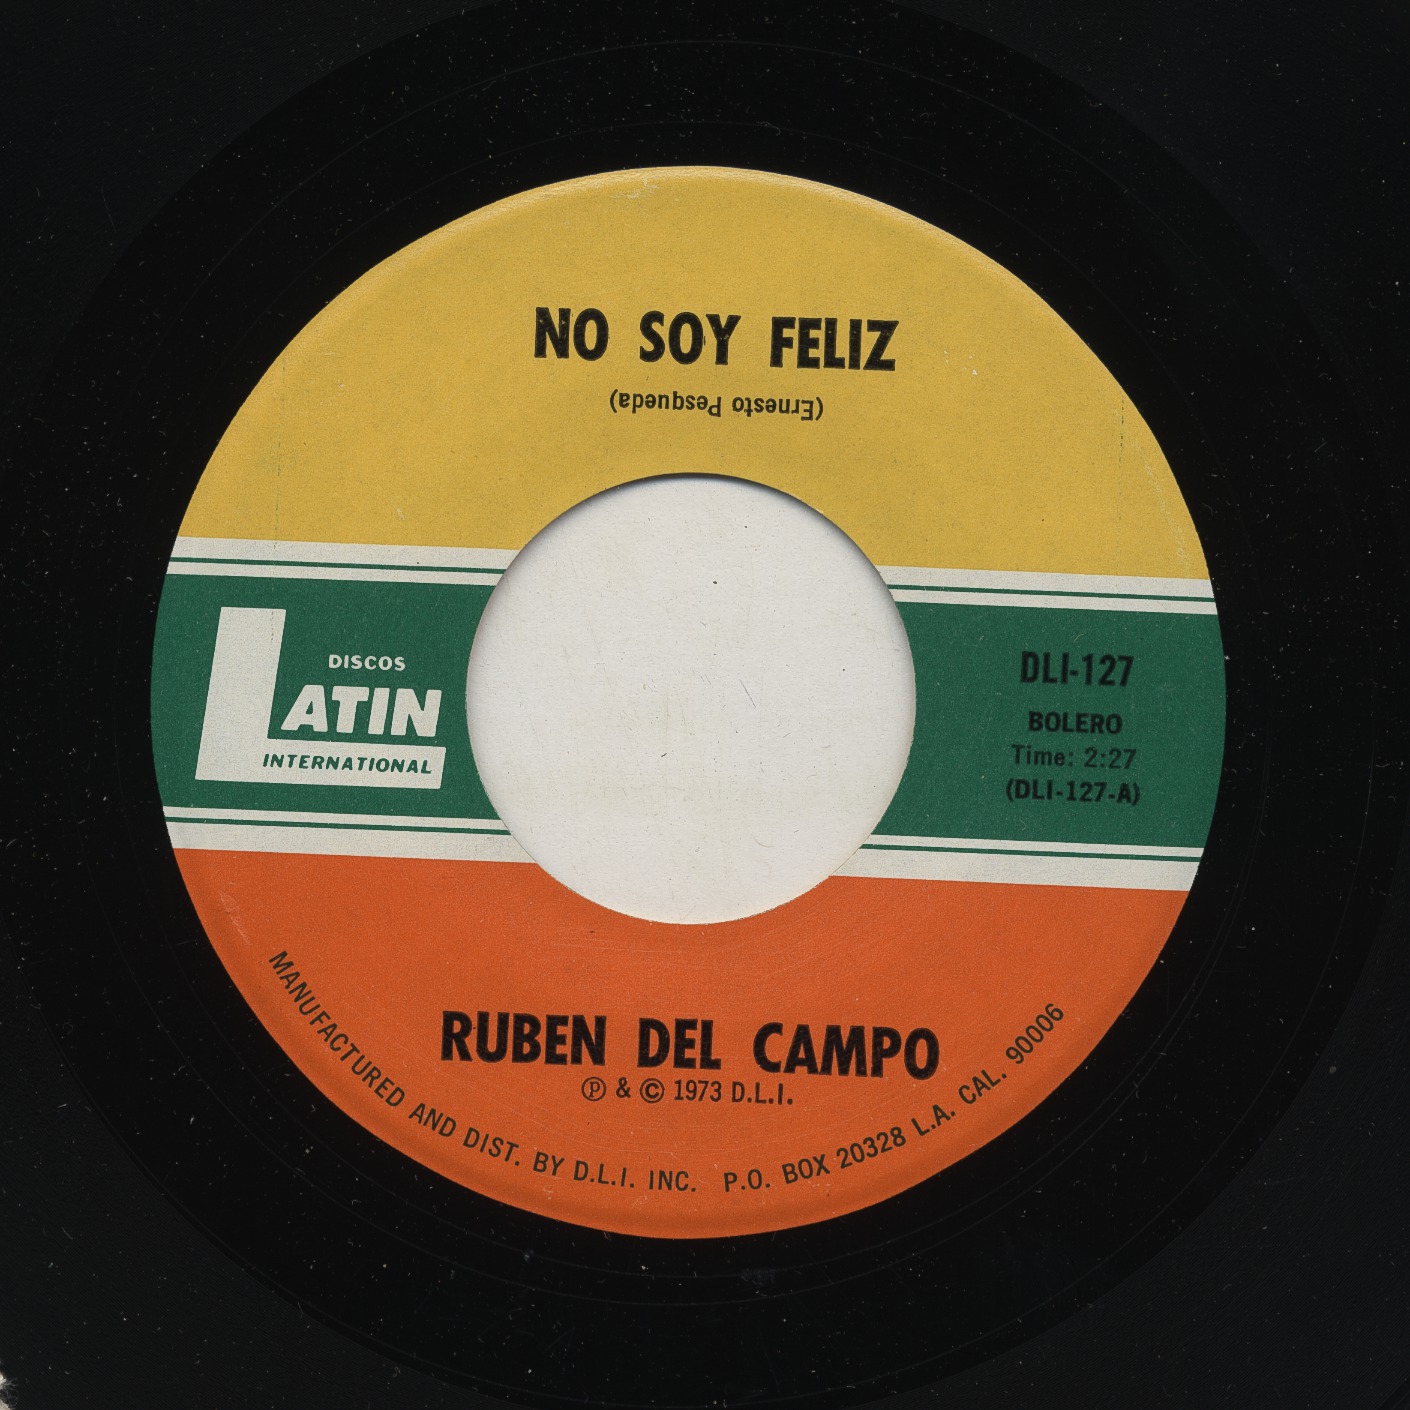 NO SOY FELIZ
(Ernesto Pesqueda)
DISCOS
LATIN
INTERNATIONAL
DLI-127
BOLERO
Time: 2:27
(DLI-127-A)
RUBEN DEL CAMPO
Ⓟ & © 1973 D.L.I.
MANUFACTURED AND DIST. BY D.L.I. INC. P.O. BOX 20328 L.A. CAL. 90006